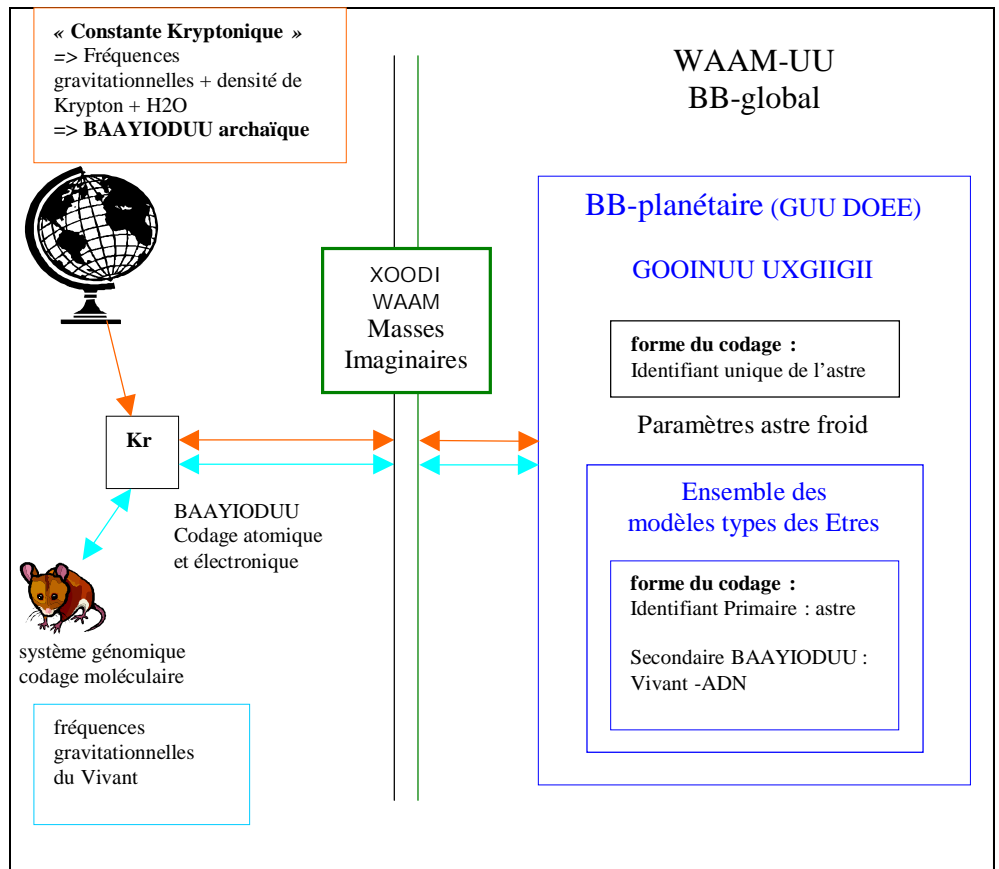 « Constante Kryptonique »
=> Fréquences
gravitationnelles + densité de
Krypton + H2O
=> BAAYIODUU archaïque
WAAM-UU
BB-global
BB-planétaire (GUU DOEE)
GOOINUU UXGIIGII
XOODI
WAAM
Masses
Imaginaires
forme du codage :
Identifiant unique de l'astre
Paramètres astre froid
Kr
BAAYIODUU
Codage atomique
et électronique
Ensemble des
modèles types des Etres
forme du codage :
Identifiant Primaire : astre
Secondaire BAAYIODUU :
Vivant -ADN
système génomique
codage moléculaire
fréquences
gravitationnelles
du Vivant